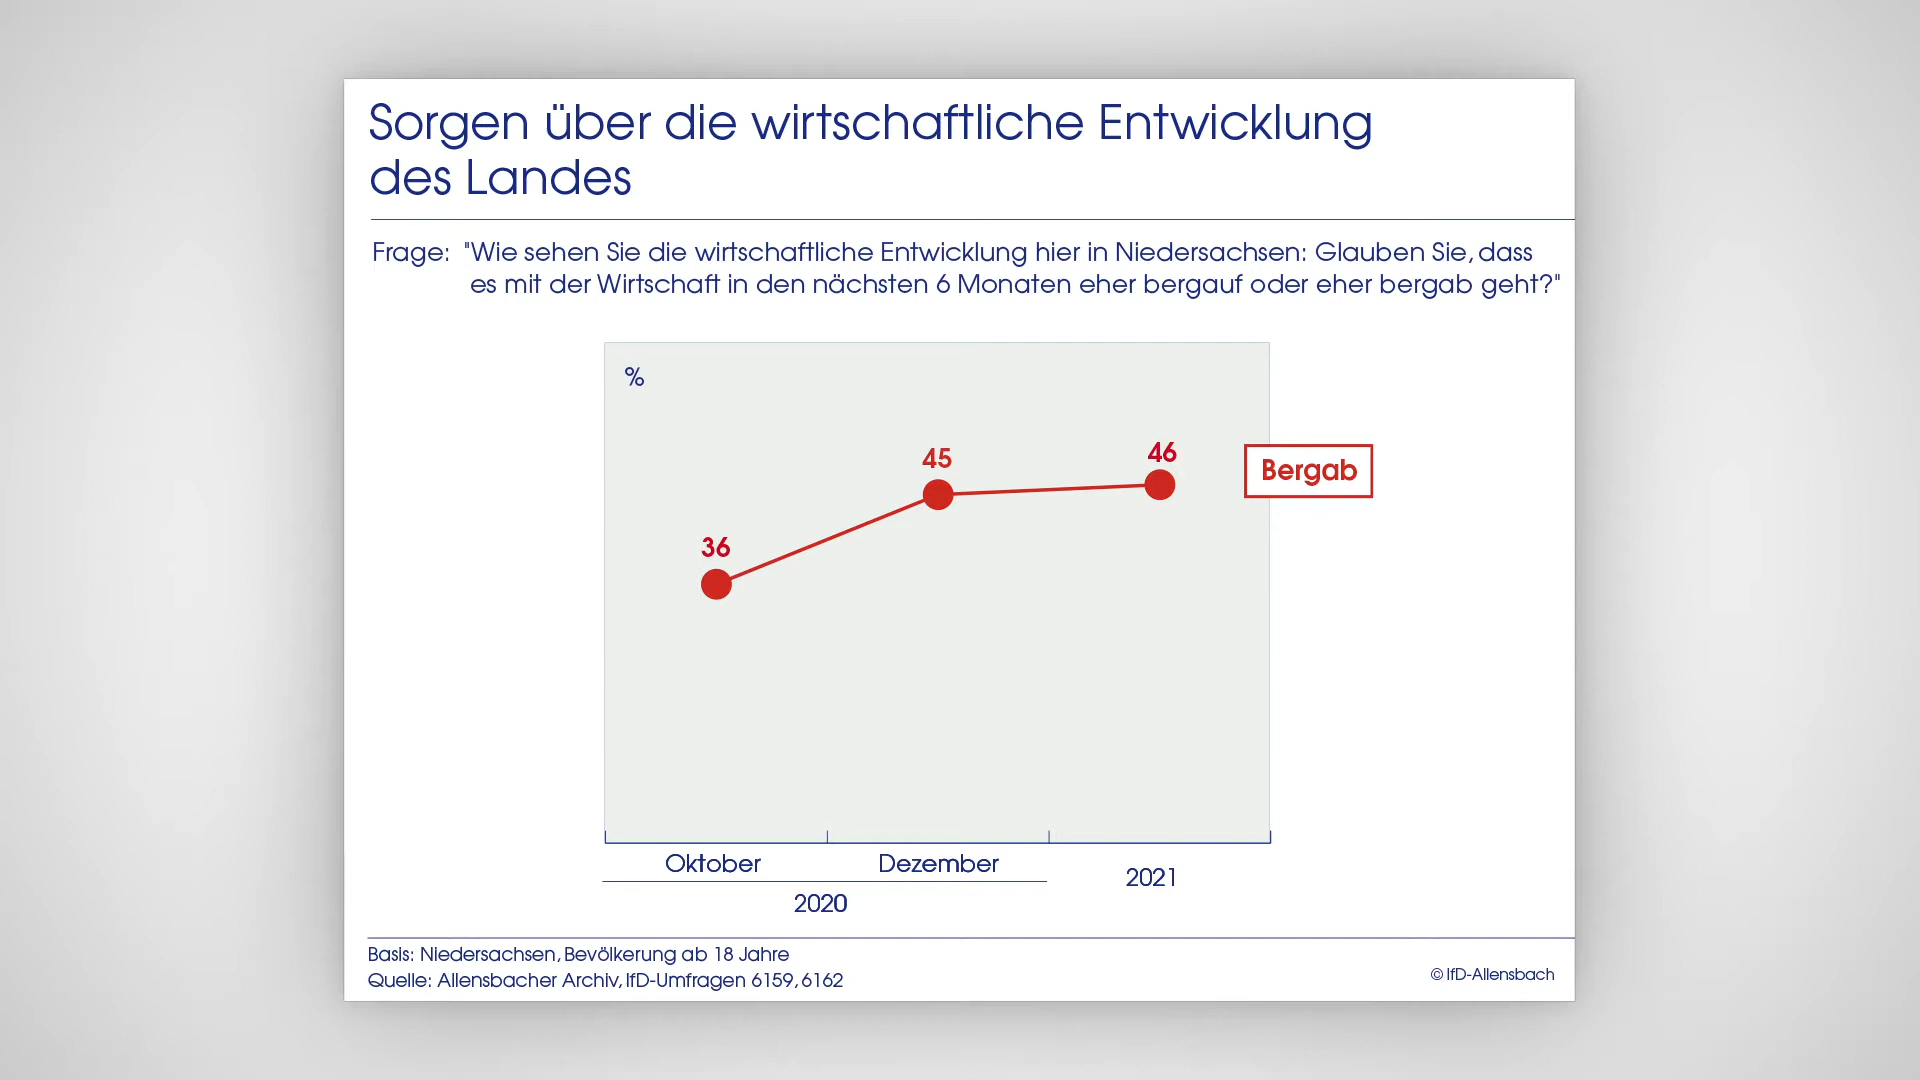 Sorgen über die wirtschaftliche Entwicklung
des Landes
Frage: "Wie sehen Sie die wirtschaftliche Entwicklung hier in Niedersachsen: Glauben Sie, dass
es mit der Wirtschaft in den nächsten 6 Monaten eher bergauf oder eher bergab geht?"
%
36
45
46
Bergab
Oktober
Dezember
2020
2021
Basis: Niedersachsen, Bevölkerung ab 18 Jahre
Quelle: Allensbacher Archiv, IfD-Umfragen 6159, 6162
© IfD-Allensbach